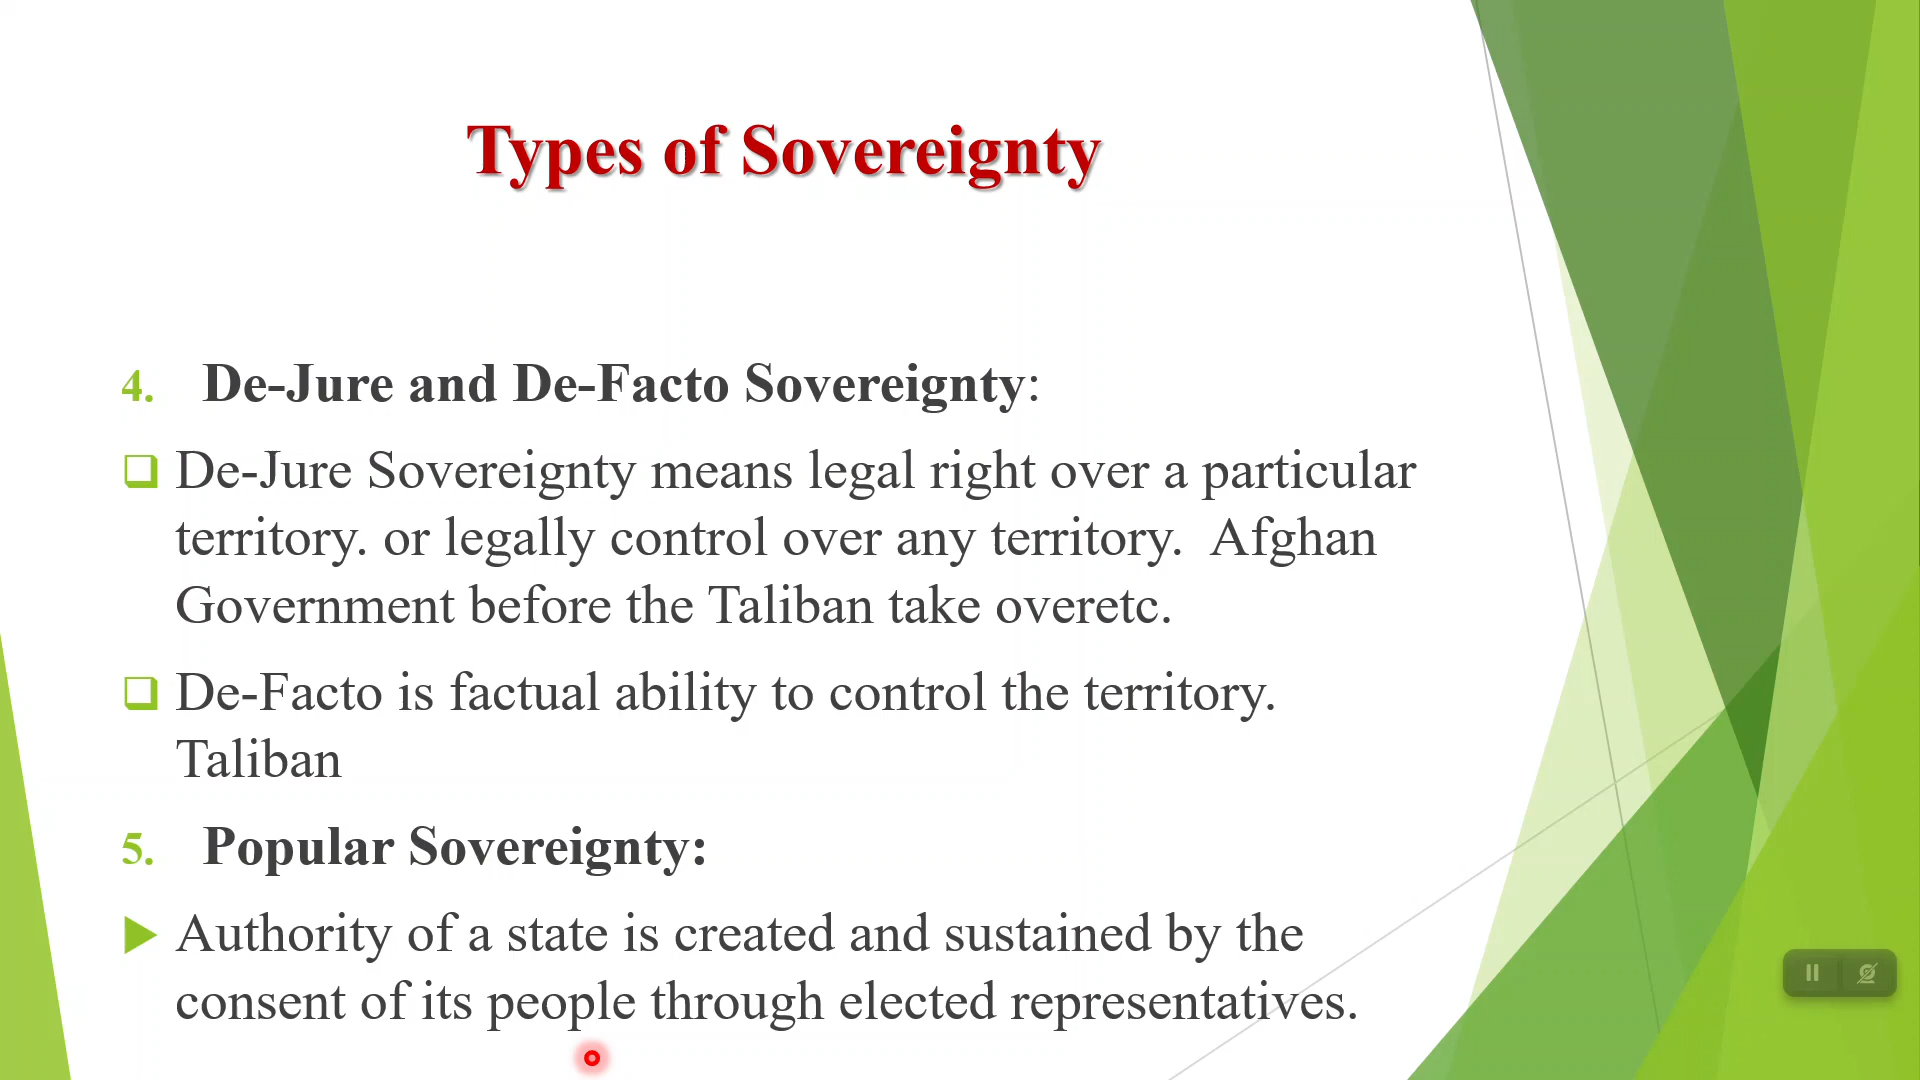 Types of Sovereignty
4. De-Jure and De-Facto Sovereignty:
De-Jure Sovereignty means legal right over a particular
territory. or legally control over any territory.  Afghan
Government before the Taliban take overetc.
De-Facto is factual ability to control the territory.
Taliban
5. Popular Sovereignty:
Authority of a state is created and sustained by the
consent of its people through elected representatives.